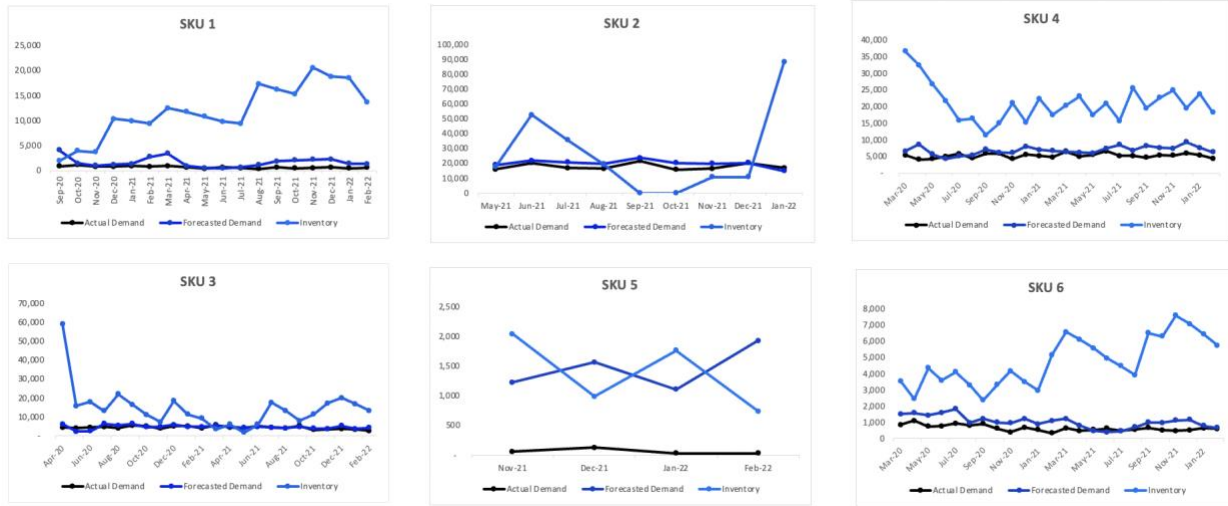 SKU 1
25,000
20,000
15,000
10,000
5,000
0
Sep-20 Oct-20 Nov-20 Dec-20 Jan-21 Feb-21 Mar-21 Apr-21 May-21 Jun-21 Jul-21 Aug-21 Sep-21 Oct-21 Nov-21 Dec-21 Jan-22 Feb-22
Actual Demand Forecasted Demand Inventory
SKU 2
100,000
90,000
80,000
70,000
60,000
50,000
40,000
30,000
20,000
10,000
0
May-21 Jun-21 Jul-21 Aug-21 Sep-21 Oct-21 Nov-21 Dec-21 Jan-22
Actual Demand Forecasted Demand Inventory
SKU 4
40,000
35,000
30,000
25,000
20,000
15,000
10,000
5,000
-
Mar-20 May-20 Jul-20 Sep-20 Nov-20 Jan-21 Mar-21 May-21 Jul-21 Sep-21 Nov-21 Jan-22
Actual Demand Forecasted Demand Inventory
SKU 3
70,000
60,000
50,000
40,000
30,000
20,000
10,000
-
Apr-20 Jun-20 Aug-20 Oct-20 Dec-20 Feb-21 Apr-21 Jun-21 Aug-21 Oct-21 Dec-21 Feb-22
Actual Demand Forecasted Demand Inventory
SKU 5
2,500
2,000
1,500
1,000
500
-
Nov-21 Dec-21 Jan-22 Feb-22
Actual Demand Forecasted Demand Inventory
SKU 6
8,000
7,000
6,000
5,000
4,000
3,000
2,000
1,000
0
Mar-20 May-20 Jul-20 Sep-20 Nov-20 Jan-21 Mar-21 May-21 Jul-21 Sep-21 Nov-21 Jan-22
Actual Demand Forecasted Demand Inventory